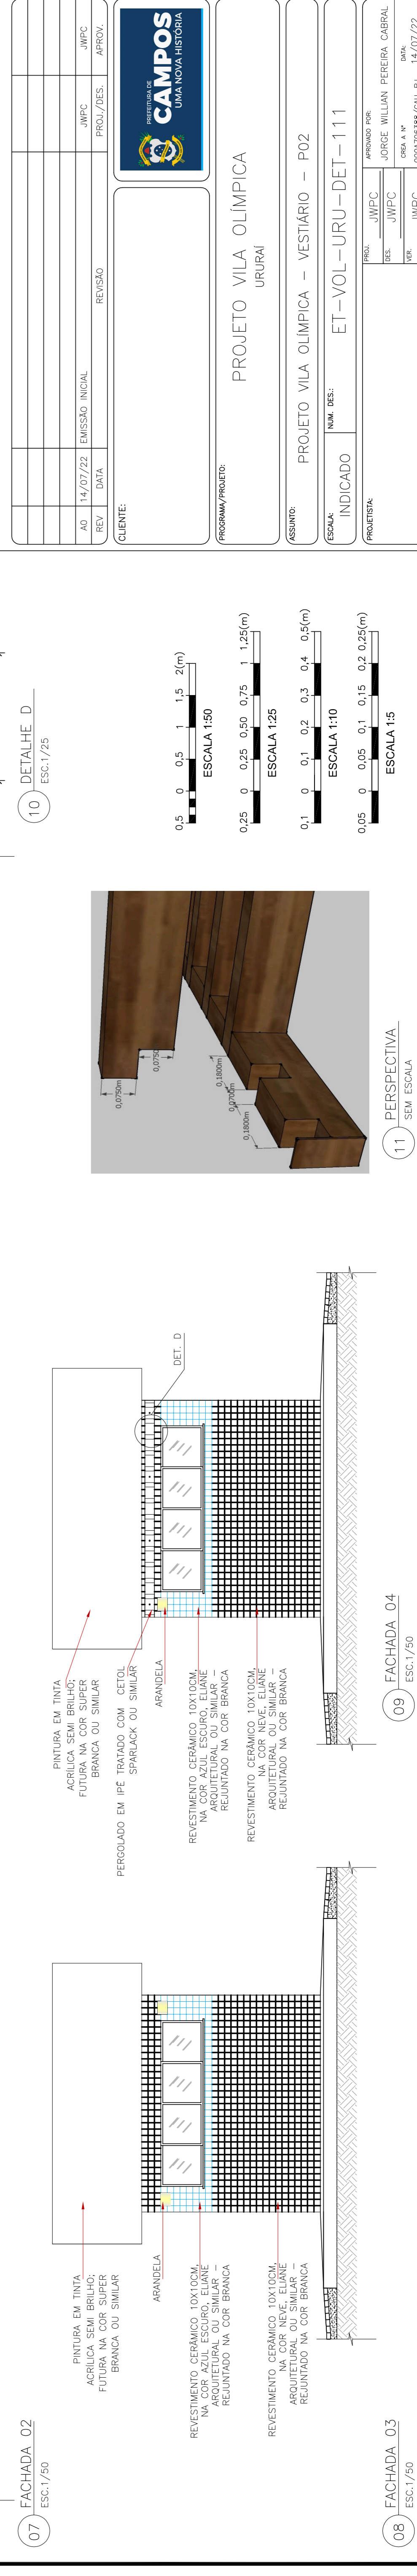 07
FACHADA 02
ESC.1/50
PINTURA EM TINTA
ACRÍLICA SEMI BRILHO;
FUTURA NA COR SUPER
BRANCA OU SIMILAR
ARANDELA
REVESTIMENTO CERÂMICO 10X10CM,
NA COR AZUL ESCURO, ELIANE
ARQUITETURAL OU SIMILAR –
REJUNTADO NA COR BRANCA
REVESTIMENTO CERÂMICO 10X10CM,
NA COR NEVE, ELIANE
ARQUITETURAL OU SIMILAR –
REJUNTADO NA COR BRANCA
08
FACHADA 03
ESC.1/50
PINTURA EM TINTA
ACRÍLICA SEMI BRILHO;
FUTURA NA COR SUPER
BRANCA OU SIMILAR
PERGOLADO EM IPÊ TRATADO COM CETOL
SPARLACK OU SIMILAR
ARANDELA
REVESTIMENTO CERÂMICO 10X10CM,
NA COR AZUL ESCURO, ELIANE
ARQUITETURAL OU SIMILAR –
REJUNTADO NA COR BRANCA
REVESTIMENTO CERÂMICO 10X10CM,
NA COR NEVE, ELIANE
ARQUITETURAL OU SIMILAR –
REJUNTADO NA COR BRANCA
DET. D
09
FACHADA 04
ESC.1/50
0,0750m
0,0750
0,1800m
0,0700m
0,1800m
11
PERSPECTIVA
SEM ESCALA
10
DETALHE D
ESC.1/25
0,5 0 0,5 1 1,5 2(m)
ESCALA 1:50
0,25 0 0,25 0,50 0,75 1 1,25(m)
ESCALA 1:25
0,1 0 0,1 0,2 0,3 0,4 0,5(m)
ESCALA 1:10
0,05 0 0,05 0,1 0,15 0,2 0,25(m)
ESCALA 1:5
A0 14/07/22 EMISSÃO INICIAL JWPC JWPC
REV DATA REVISÃO PROJ./DES. APROV.
CLIENTE:
PREFEITURA DE
CAMPOS
UMA NOVA HISTÓRIA
PROGRAMA/PROJETO:
PROJETO VILA OLÍMPICA
URURAÍ
ASSUNTO:
PROJETO VILA OLÍMPICA – VESTIÁRIO – P02
ESCALA:
INDICADO
NUM. DES.:
ET–VOL–URU–DET–111
PROJETISTA:
PROJ.
JWPC
DES.
JWPC
VER.
JWPC
APROVADO POR:
JORGE WILLIAN PEREIRA CABRAL
CREA A Nº
DATA:
14/07/22